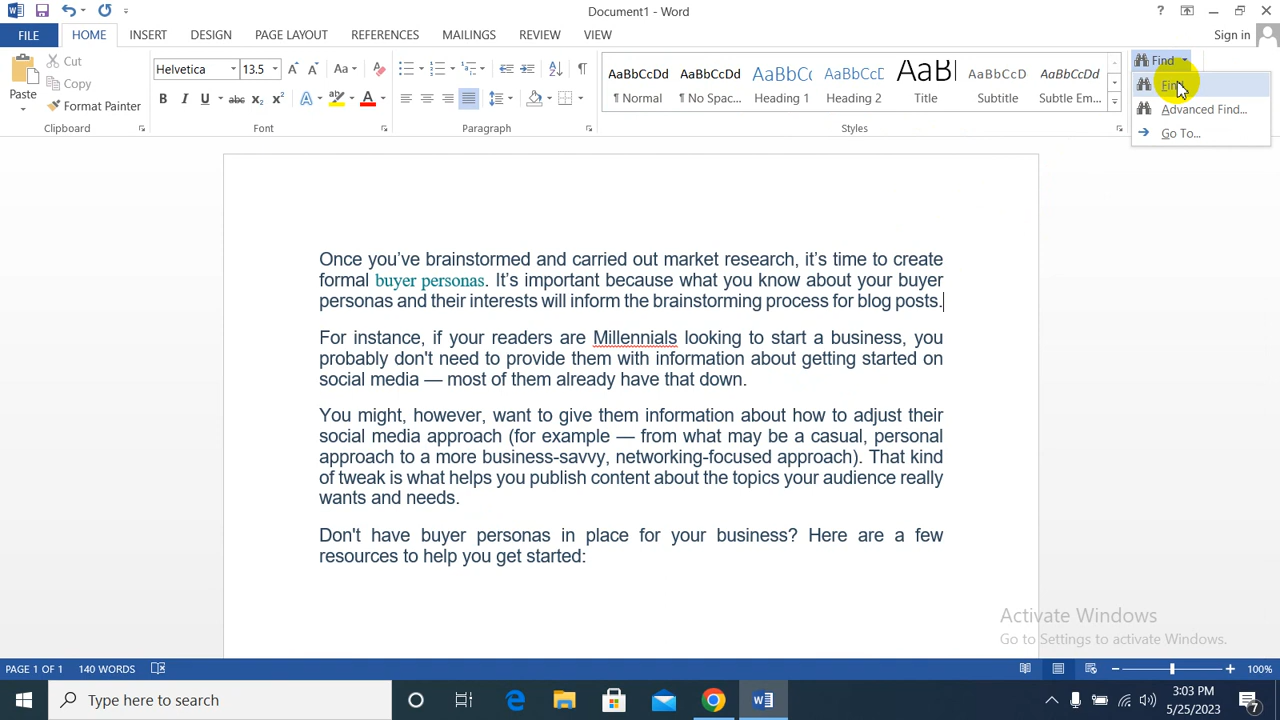 Document1 - Word
Sign in
FILE HOME INSERT DESIGN PAGE LAYOUT REFERENCES MAILINGS REVIEW VIEW
Paste
Cut
Copy
Format Painter
Clipboard
Helvetica 13.5
Font
Paragraph
AaBbCcDd AaBbCcDd AaBbCc AaBbCcC AaBb AaBbCcDd AaBbCcDd
¶ Normal ¶ No Spac... Heading 1 Heading 2 Title Subtitle Subtle Em...
Styles
Find
Advanced Find...
Go To...
Once you’ve brainstormed and carried out market research, it’s time to create
formal buyer personas. It’s important because what you know about your buyer
personas and their interests will inform the brainstorming process for blog posts.
For instance, if your readers are Millennials looking to start a business, you
probably don't need to provide them with information about getting started on
social media — most of them already have that down.
You might, however, want to give them information about how to adjust their
social media approach (for example — from what may be a casual, personal
approach to a more business-savvy, networking-focused approach). That kind
of tweak is what helps you publish content about the topics your audience really
wants and needs.
Don't have buyer personas in place for your business? Here are a few
resources to help you get started:
Activate Windows
Go to Settings to activate Windows.
PAGE 1 OF 1 140 WORDS
100%
Type here to search
3:03 PM
5/25/2023
7